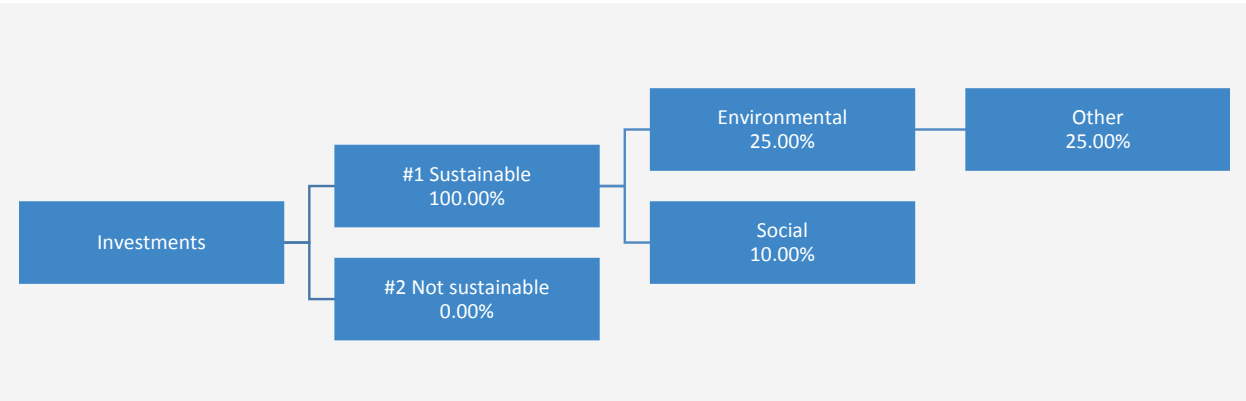 Investments
#1 Sustainable
100.00%
#2 Not sustainable
0.00%
Environmental
25.00%
Social
10.00%
Other
25.00%